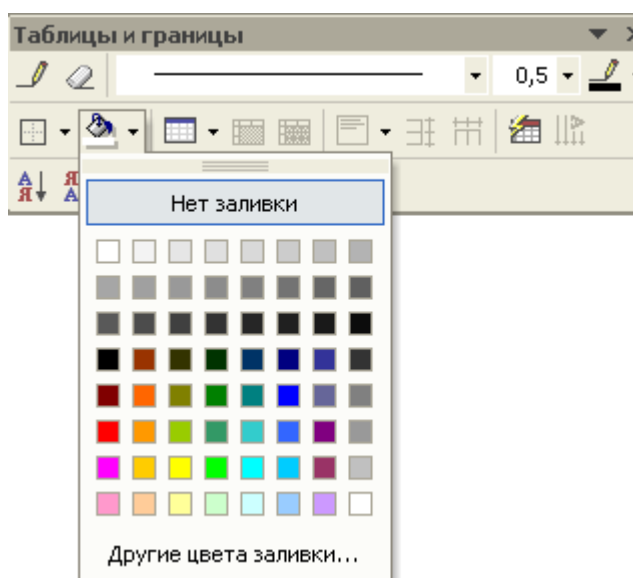 Таблицы и границы
0,5
А Я
Я А
Нет заливки
Другие цвета заливки...